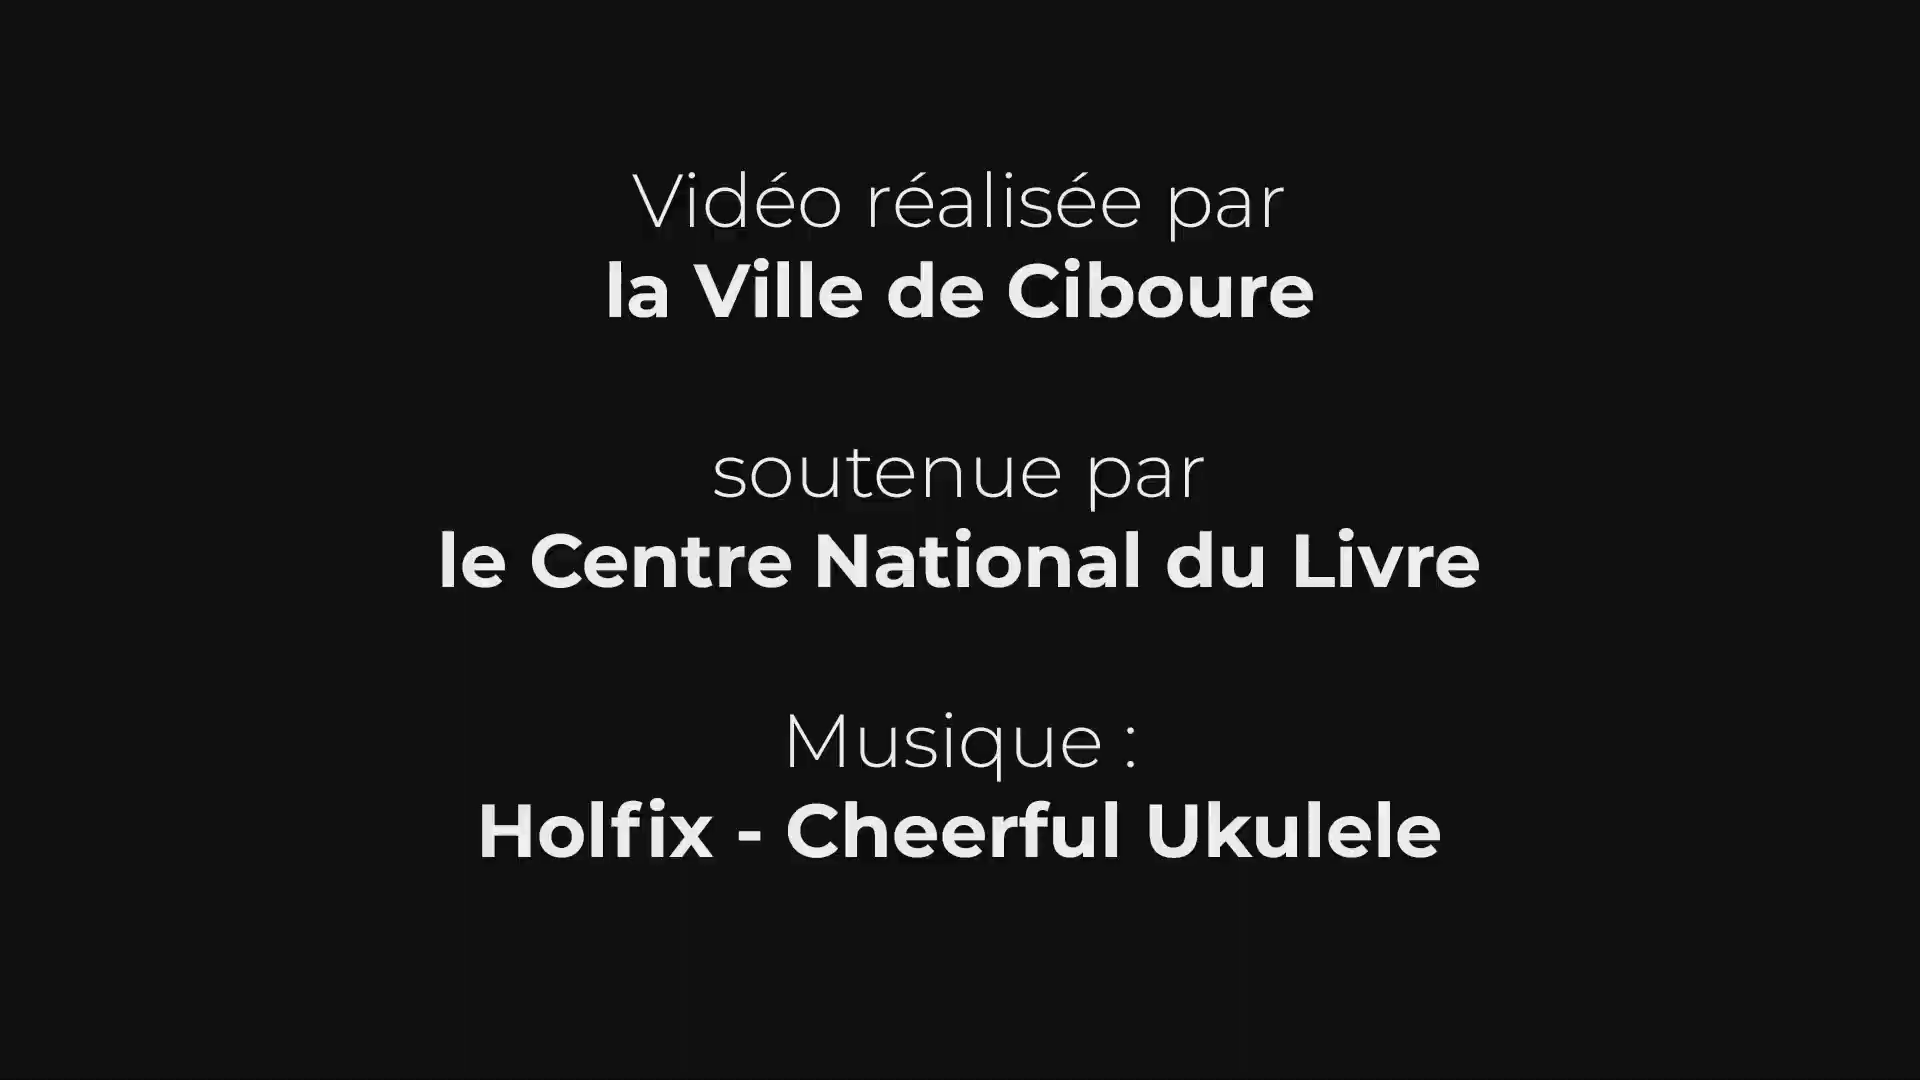 Vidéo réalisée par
la Ville de Ciboure
soutenue par
le Centre National du Livre
Musique :
Holfix - Cheerful Ukulele